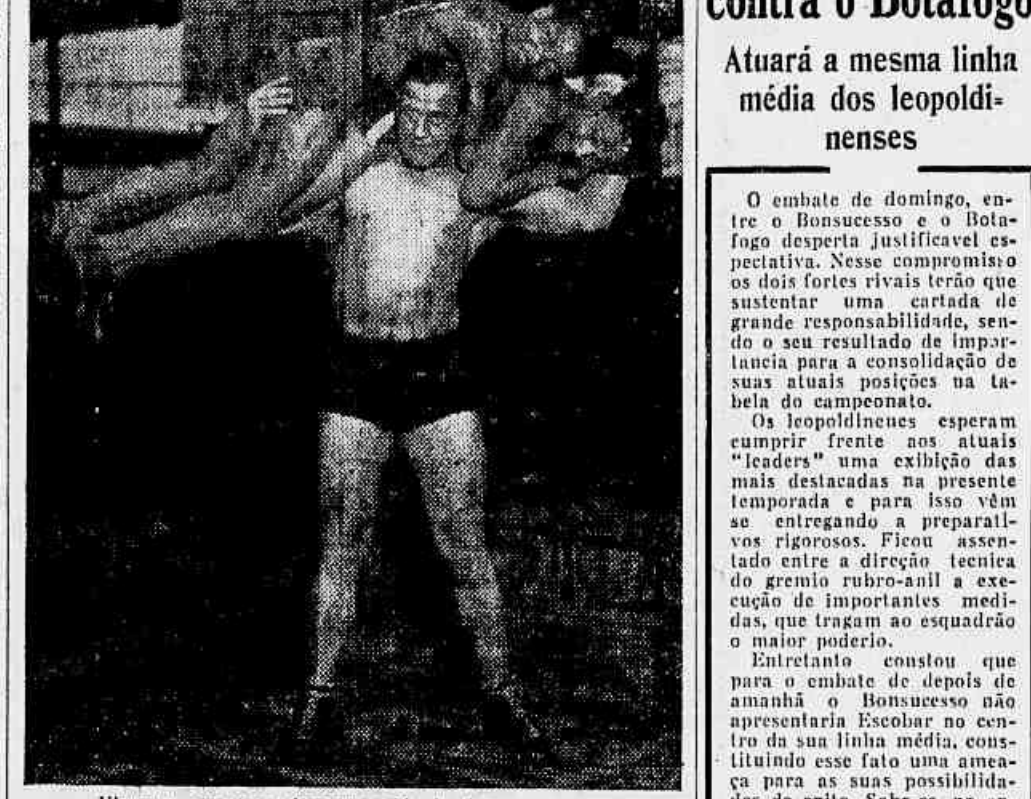 contra o Botafogo
Atuará a mesma linha
média dos leopoldi-
nenses
O embate de domingo, en-
tre o Bonsucesso e o Bota-
fogo desperta justificavel es-
pectativa. Nesse compromisso
os dois fortes rivais terão que
sustentar uma cartada de
grande responsabilidade, sen-
do o seu resultado de impor-
tancia para a consolidação de
suas atuais posições na ta-
bela do campeonato.
Os leopoldineues esperam
cumprir frente aos atuais
"leaders" uma exibição das
mais destacadas na presente
temporada e para isso vêm
se entregando a preparati-
vos rigorosos. Ficou assen-
tado entre a direção tecnica
do gremio rubro-anil a exe-
cução de importantes medi-
das, que tragam ao esquadrão
o maior poderio.
Entretanto constou que
para o embate de depois de
amanhã o Bonsucesso não
apresentaria Escobar no cen-
tro da sua linha média, cons-
tituindo esse fato uma amea-
ça para as suas possibilida-